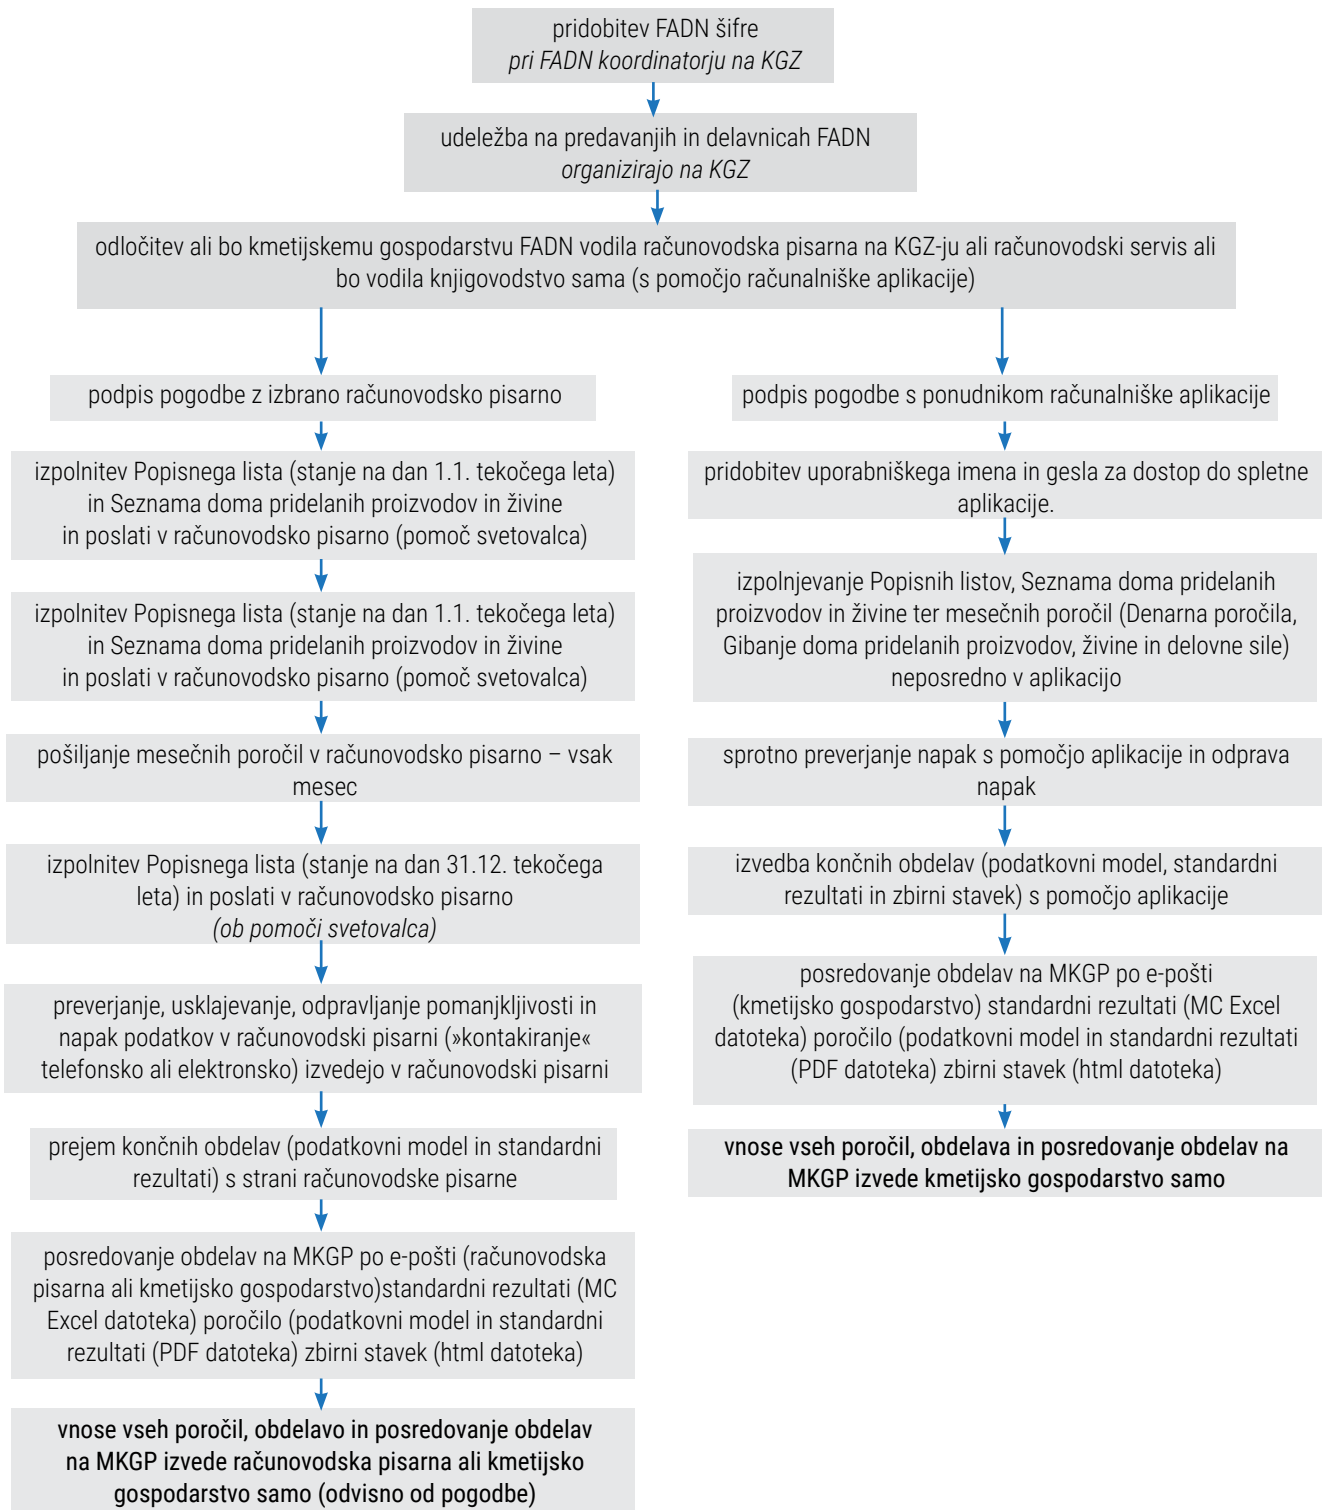 pridobitev FADN šifre
pri FADN koordinatorju na KGZ
udeležba na predavanjih in delavnicah FADN
organizirajo na KGZ
odločitev ali bo kmetijskemu gospodarstvu FADN vodila računovodska pisarna na KGZ-ju ali računovodski servis ali
bo vodila knjigovodstvo sama (s pomočjo računalniške aplikacije)
podpis pogodbe z izbrano računovodsko pisarno
izpolnitev Popisnega lista (stanje na dan 1.1. tekočega leta)
in Seznama doma pridelanih proizvodov in živine
in poslati v računovodsko pisarno (pomoč svetovalca)
izpolnitev Popisnega lista (stanje na dan 1.1. tekočega leta)
in Seznama doma pridelanih proizvodov in živine
in poslati v računovodsko pisarno (pomoč svetovalca)
pošiljanje mesečnih poročil v računovodsko pisarno – vsak
mesec
izpolnitev Popisnega lista (stanje na dan 31.12. tekočega
leta) in poslati v računovodsko pisarno
(ob pomoči svetovalca)
preverjanje, usklajevanje, odpravljanje pomanjkljivosti in
napak podatkov v računovodski pisarni (»kontakiranje«
telefonsko ali elektronsko) izvedejo v računovodski pisarni
prejem končnih obdelav (podatkovni model in standardni
rezultati) s strani računovodske pisarne
posredovanje obdelav na MKGP po e-pošti (računovodska
pisarna ali kmetijsko gospodarstvo)standardni rezultati (MC
Excel datoteka) poročilo (podatkovni model in standardni
rezultati (PDF datoteka) zbirni stavek (html datoteka)
vnose vseh poročil, obdelavo in posredovanje obdelav
na MKGP izvede računovodska pisarna ali kmetijsko
gospodarstvo samo (odvisno od pogodbe)
podpis pogodbe s ponudnikom računalniške aplikacije
pridobitev uporabniškega imena in gesla za dostop do spletne
aplikacije.
izpolnjevanje Popisnih listov, Seznama doma pridelanih
proizvodov in živine ter mesečnih poročil (Denarna poročila,
Gibanje doma pridelanih proizvodov, živine in delovne sile)
neposredno v aplikacijo
sprotno preverjanje napak s pomočjo aplikacije in odprava
napak
izvedba končnih obdelav (podatkovni model, standardni
rezultati in zbirni stavek) s pomočjo aplikacije
posredovanje obdelav na MKGP po e-pošti
(kmetijsko gospodarstvo) standardni rezultati (MC Excel
datoteka) poročilo (podatkovni model in standardni rezultati
(PDF datoteka) zbirni stavek (html datoteka)
vnose vseh poročil, obdelava in posredovanje obdelav na
MKGP izvede kmetijsko gospodarstvo samo